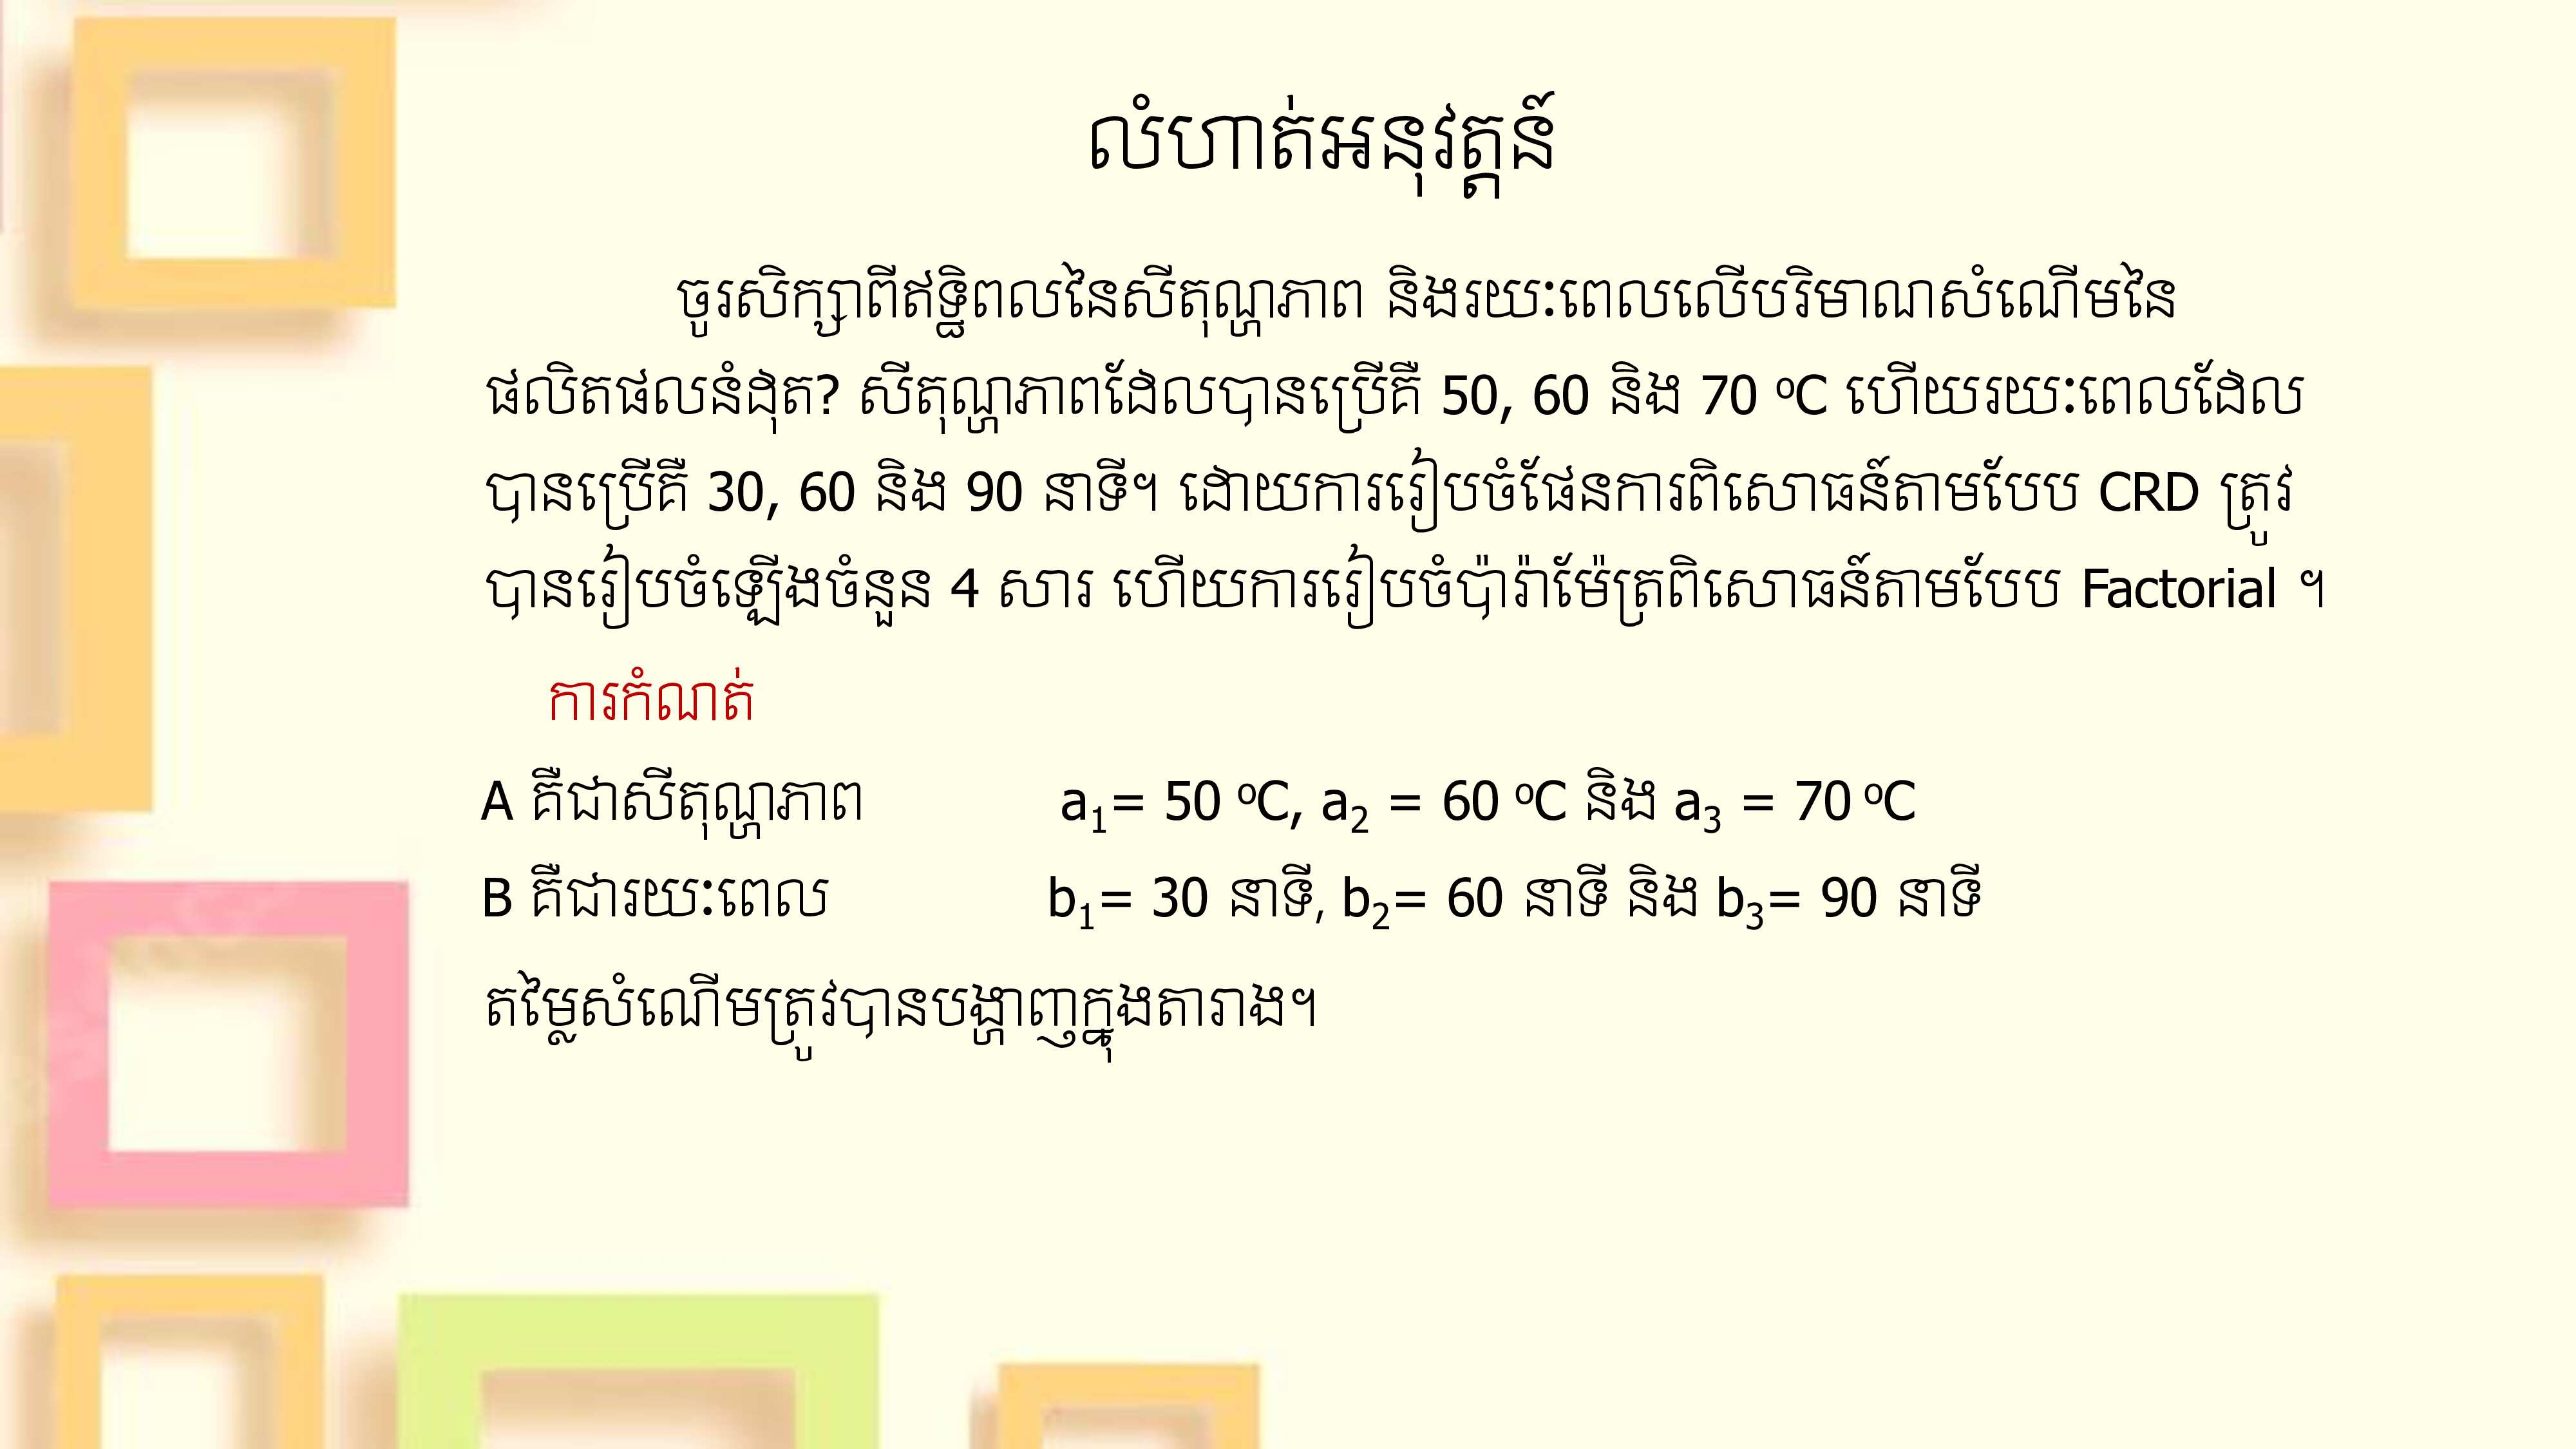 លំហាត់អនុវត្តន៍
ចូរសិក្សាពីឥទ្ធិពលនៃសីតុណ្ហភាព និងរយៈពេលលើបរិមាណសំណើមនៃ
ផលិតផលនំដុត? សីតុណ្ហភាពដែលបានប្រើគឺ 50, 60 និង 70 ºC ហើយរយៈពេលដែល
បានប្រើគឺ 30, 60 និង 90 នាទី។ ដោយការរៀបចំផែនការពិសោធន៍តាមបែប CRD ត្រូវ
បានរៀបចំឡើងចំនួន 4 សារ ហើយការរៀបចំប៉ារ៉ាម៉ែត្រពិសោធន៍តាមបែប Factorial ។
ការកំណត់
A គឺជាសីតុណ្ហភាព a₁= 50 ºC, a₂ = 60 ºC និង a₃ = 70 ºC
B គឺជារយៈពេល b₁= 30 នាទី, b₂= 60 នាទី និង b₃= 90 នាទី
តម្លៃសំណើមត្រូវបានបង្ហាញក្នុងតារាង។